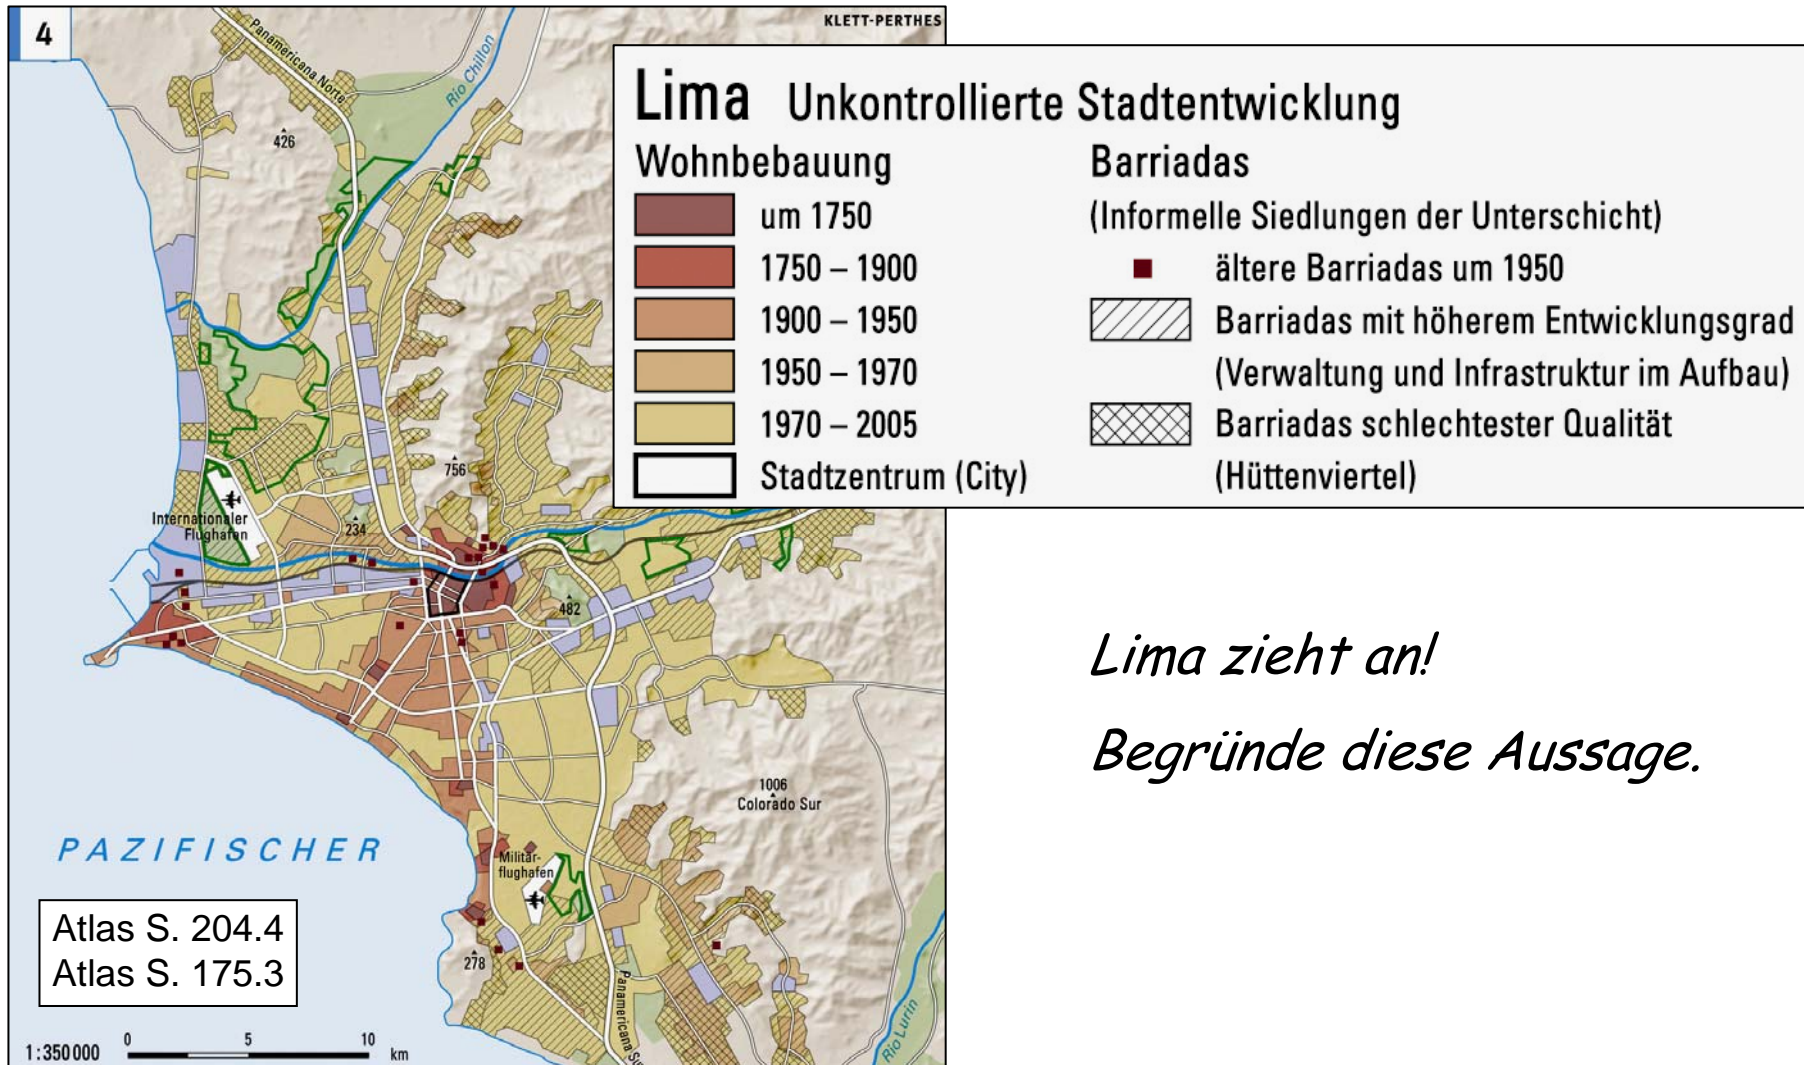 4
KLETT-PERTHES
Panamericana Norte
Rio Chillon
426
Lima Unkontrollierte Stadtentwicklung
Wohnbebauung
um 1750
1750 – 1900
1900 – 1950
1950 – 1970
1970 – 2005
Stadtzentrum (City)
Barriadas
(Informelle Siedlungen der Unterschicht)
ältere Barriadas um 1950
Barriadas mit höherem Entwicklungsgrad
(Verwaltung und Infrastruktur im Aufbau)
Barriadas schlechtester Qualität
(Hüttenviertel)
756
Internationaler
Flughafen
234
482
Lima zieht an!
Begründe diese Aussage.
1006
Colorado Sur
PAZIFISCHER
Militär-
flughafen
Atlas S. 204.4
Atlas S. 175.3
278
Panamericana Su
Rio Lurin
1:350 000
0 5 10
km